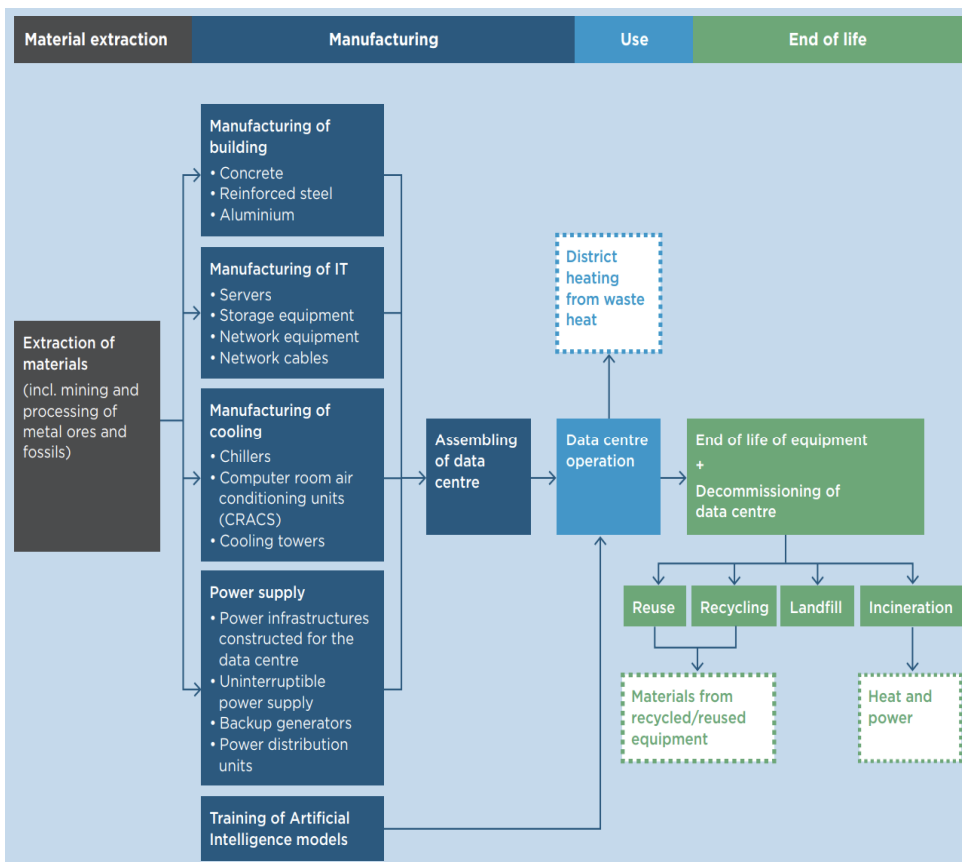 Material extraction
Manufacturing
Use
End of life
Extraction of
materials
(incl. mining and
processing of
metal ores and
fossils)
Manufacturing of
building
• Concrete
• Reinforced steel
• Aluminium
Manufacturing of IT
• Servers
• Storage equipment
• Network equipment
• Network cables
Manufacturing of
cooling
• Chillers
• Computer room air
conditioning units
(CRACS)
• Cooling towers
Power supply
• Power infrastructures
constructed for the
data centre
• Uninterruptible
power supply
• Backup generators
• Power distribution
units
Training of Artificial
Intelligence models
Assembling
of data
centre
District
heating
from waste
heat
Data centre
operation
End of life of equipment
+
Decommissioning of
data centre
Reuse
Recycling
Landfill
Incineration
Materials from
recycled/reused
equipment
Heat and
power